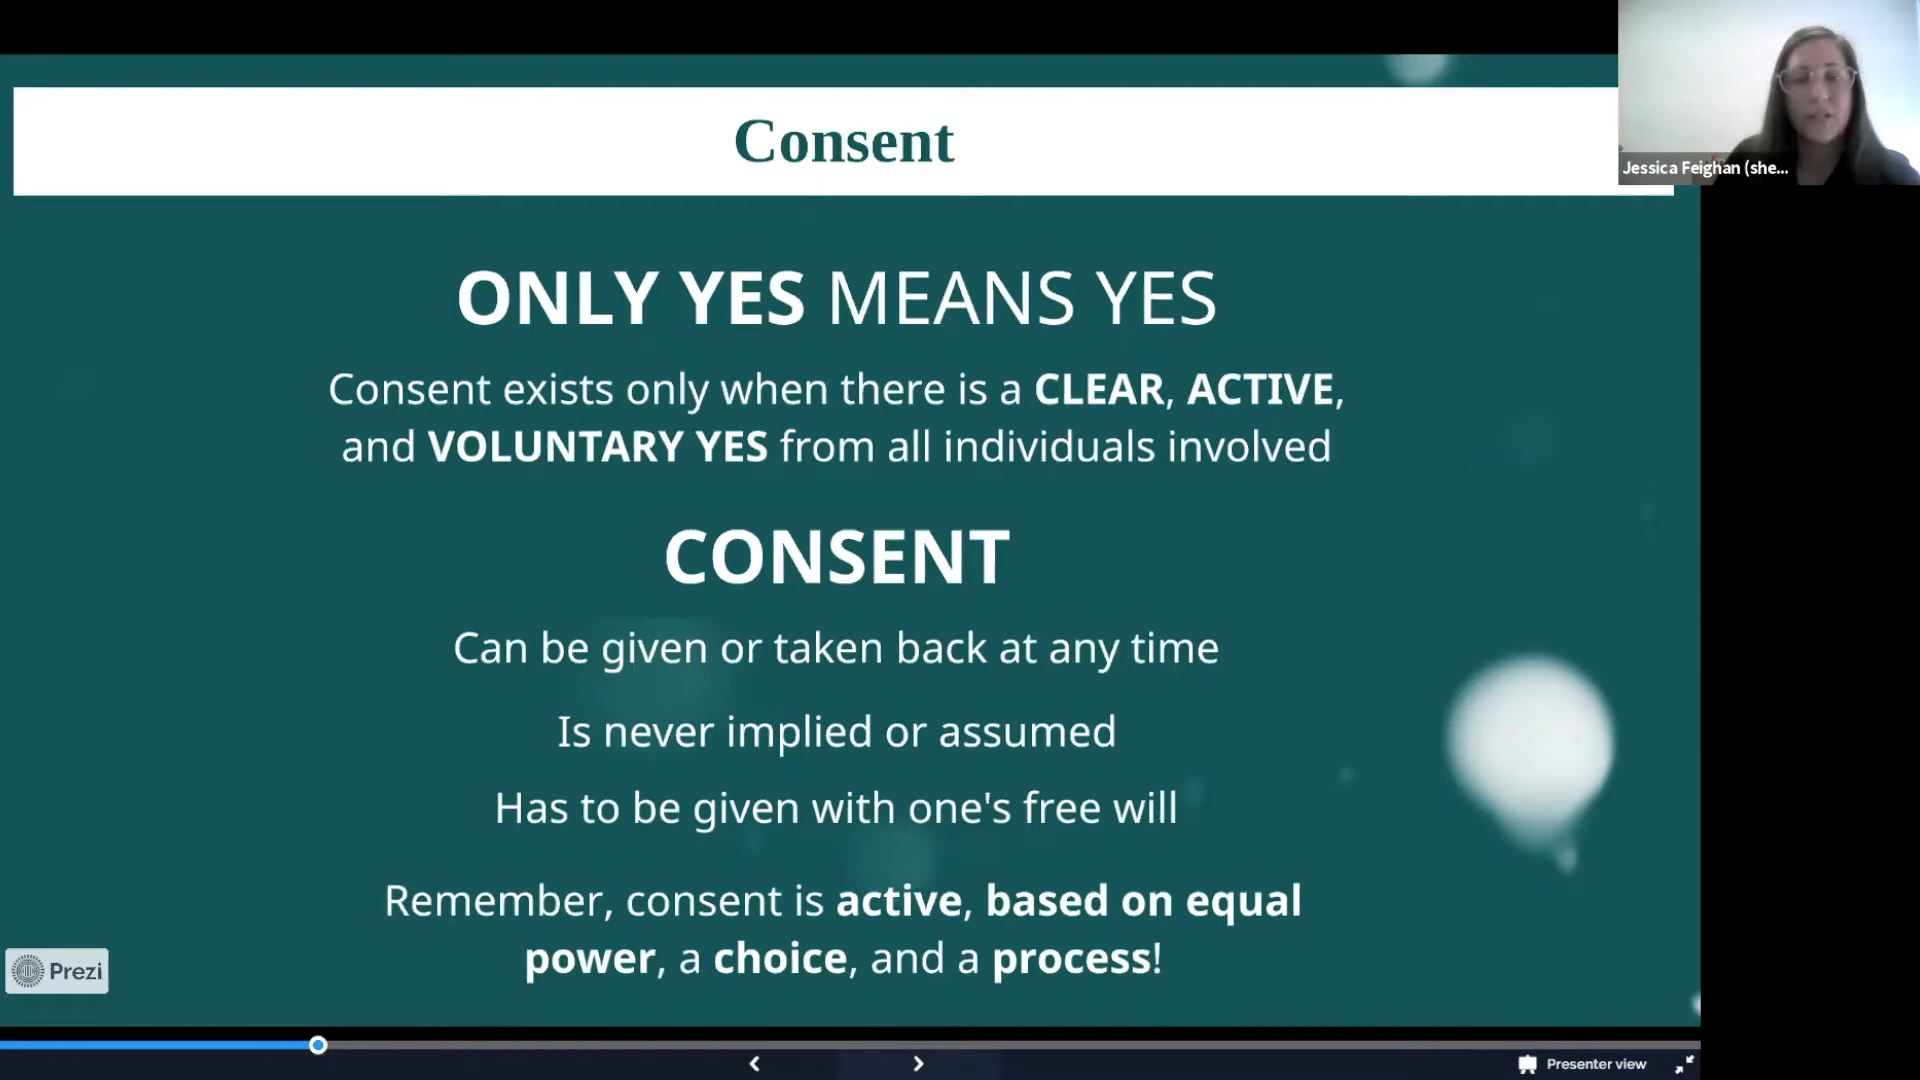 Consent
Jessica Feighan (she...
ONLY YES MEANS YES
Consent exists only when there is a CLEAR, ACTIVE,
and VOLUNTARY YES from all individuals involved
CONSENT
Can be given or taken back at any time
Is never implied or assumed
Has to be given with one's free will
Remember, consent is active, based on equal
power, a choice, and a process!
Prezi
Presenter view